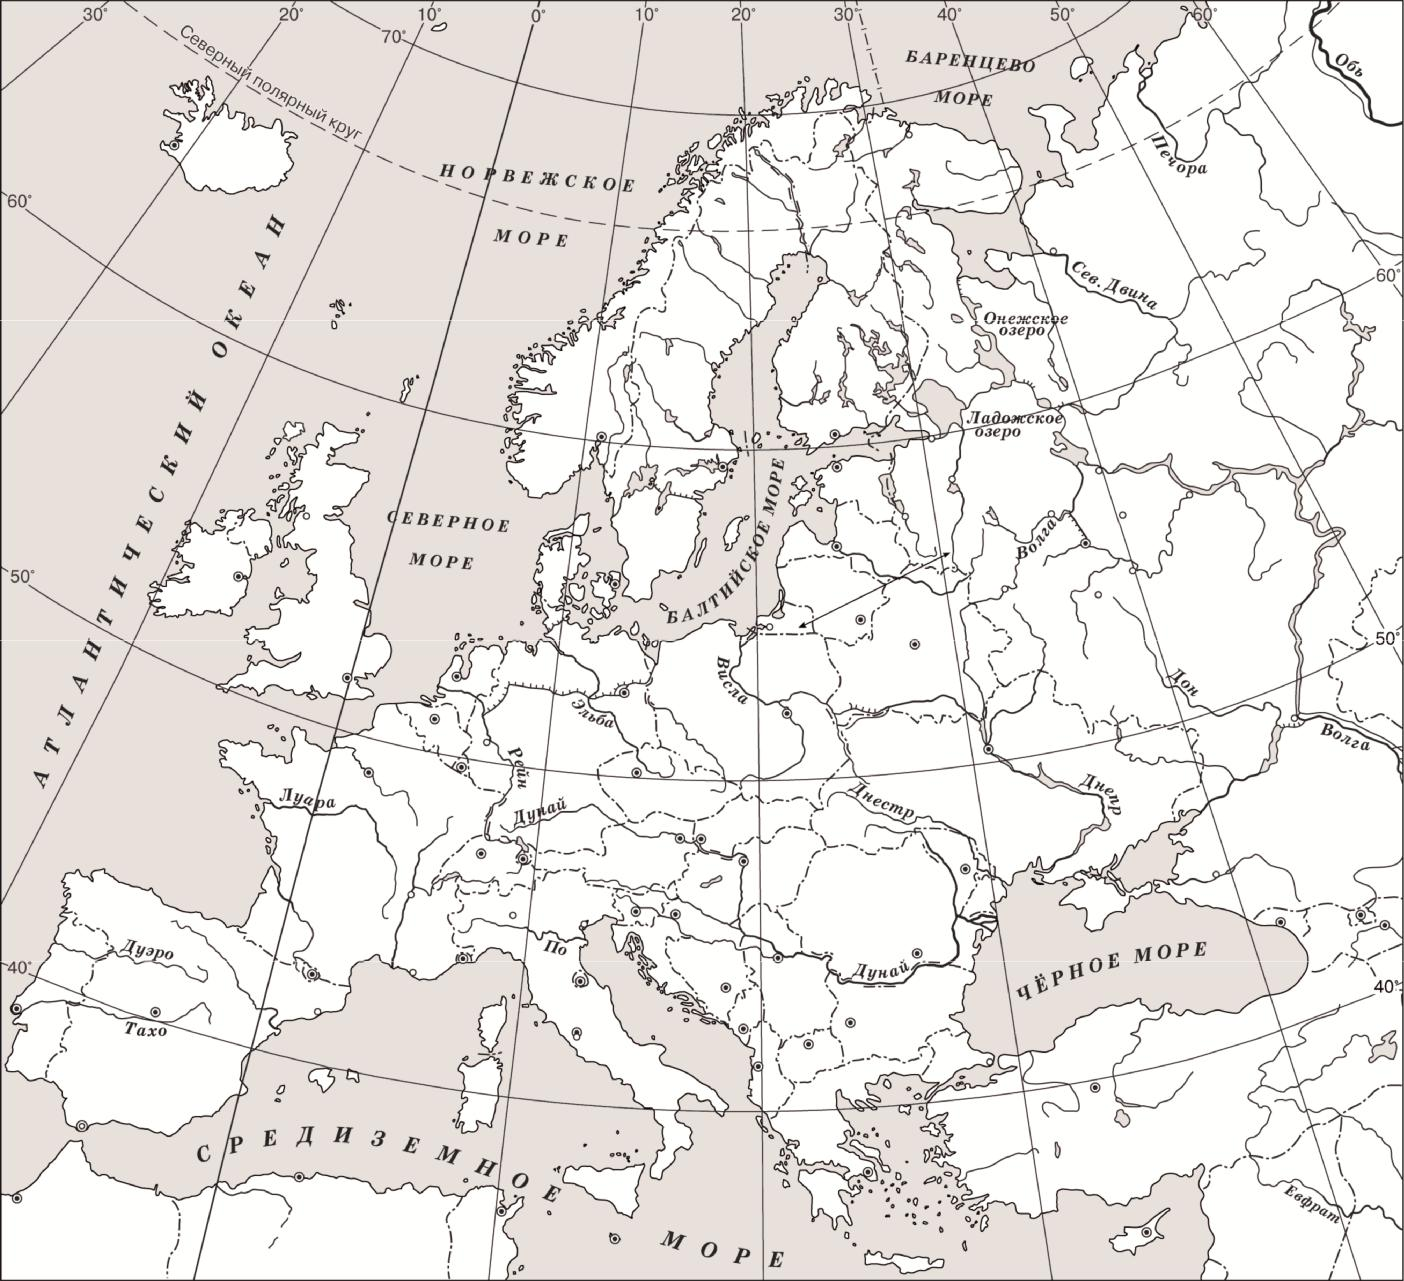 30°
20°
10°
0°
10°
20°
30°
40°
50°
60°
70°
Северный полярный круг
БАРЕНЦЕВО
МОРЕ
Обь
Печора
НОРВЕЖСКОЕ
МОРЕ
60°
60°
Сев. Двина
Онежское
озеро
Ладожское
озеро
АТЛАНТИЧЕСКИЙ ОКЕАН
СЕВЕРНОЕ
МОРЕ
БАЛТИЙСКОЕ МОРЕ
Волга
50°
50°
Висла
Эльба
Дон
Волга
Рейн
Луара
Дунай
Днестр
Днепр
Дуэро
По
Дунай
ЧЁРНОЕ МОРЕ
40°
40°
Тахо
СРЕДИЗЕМНОЕ
МОРЕ
Евфрат